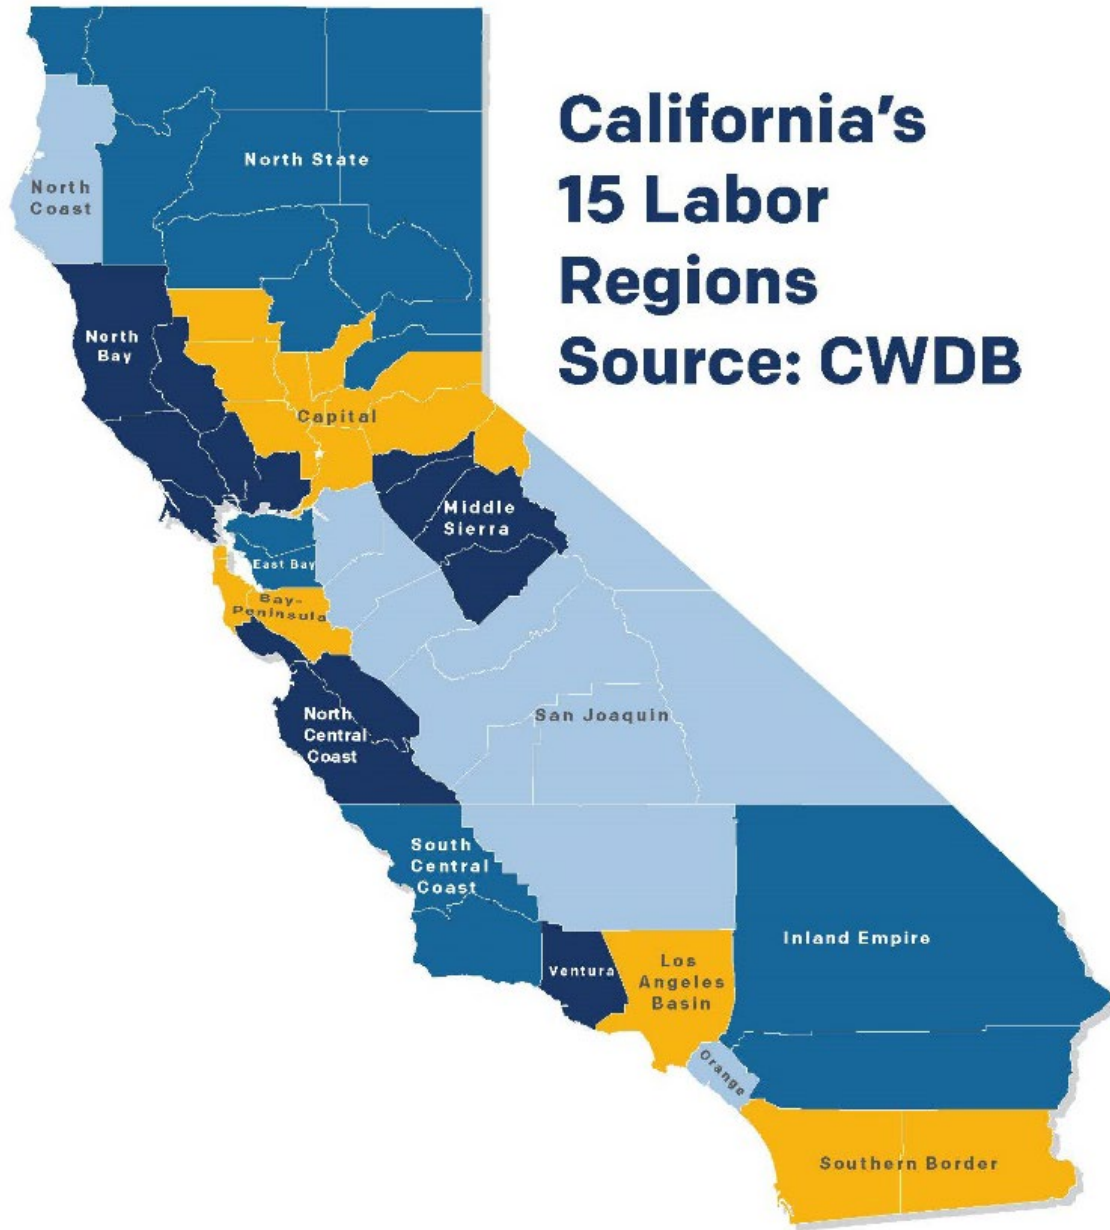 California's
15 Labor
Regions
Source: CWDB
North State
North
Coast
North
Bay
Capital
Middle
Sierra
East Bay
Bay-
Peninsula
North
Central
Coast
San Joaquin
South
Central
Coast
Inland Empire
Ventura
Los
Angeles
Basin
Orange
Southern Border